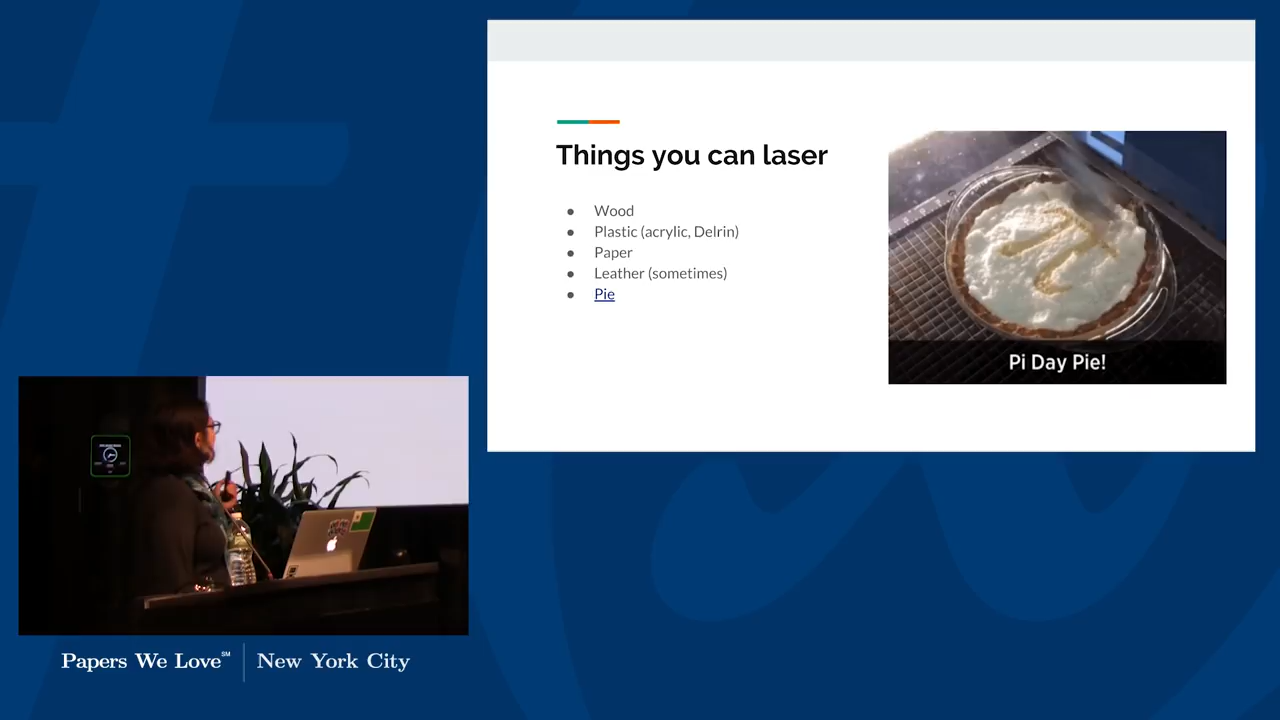 Things you can laser
● Wood
● Plastic (acrylic, Delrin)
● Paper
● Leather (sometimes)
● Pie
Pi Day Pie!
Papers We Love℠ | New York City